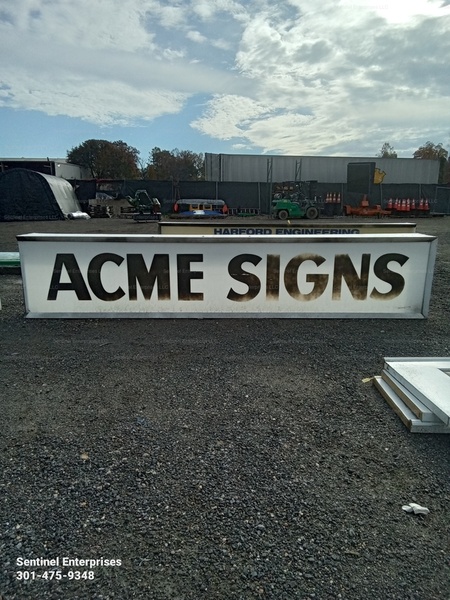 HARFORD ENGINEERING
ACME SIGNS
Sentinel Enterprises
301-475-9348